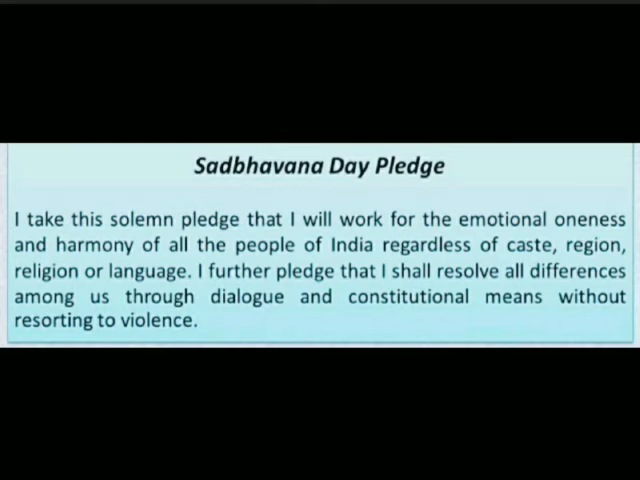 Sadbhavana Day Pledge
I take this solemn pledge that I will work for the emotional oneness
and harmony of all the people of India regardless of caste, region,
religion or language. I further pledge that I shall resolve all differences
among us through dialogue and constitutional means without
resorting to violence.